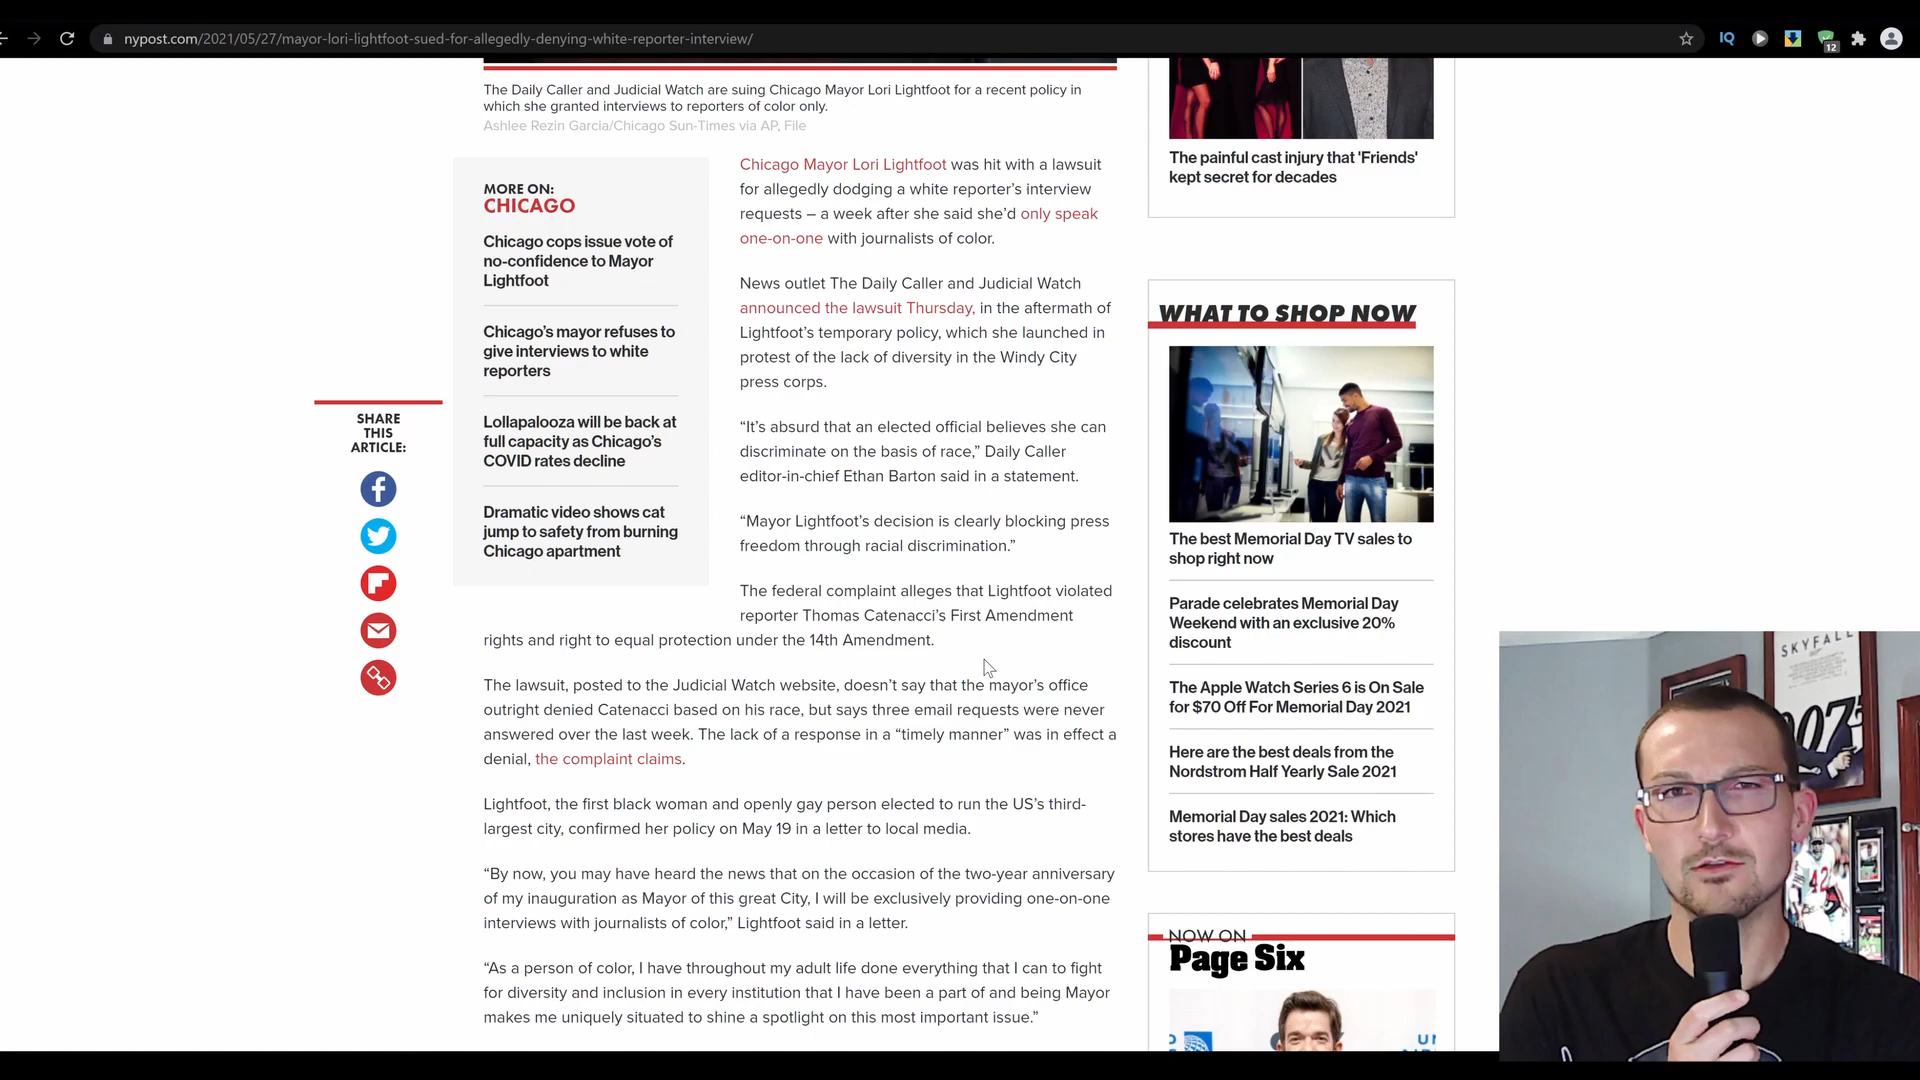 nypost.com/2021/05/27/mayor-lori-lightfoot-sued-for-allegedly-denying-white-reporter-interview/
IQ
12
The Daily Caller and Judicial Watch are suing Chicago Mayor Lori Lightfoot for a recent policy in
which she granted interviews to reporters of color only.
Ashlee Rezin Garcia/Chicago Sun-Times via AP, File
MORE ON:
CHICAGO
Chicago cops issue vote of
no-confidence to Mayor
Lightfoot
Chicago’s mayor refuses to
give interviews to white
reporters
Lollapalooza will be back at
full capacity as Chicago’s
COVID rates decline
Dramatic video shows cat
jump to safety from burning
Chicago apartment
SHARE
THIS
ARTICLE:
Chicago Mayor Lori Lightfoot was hit with a lawsuit
for allegedly dodging a white reporter’s interview
requests – a week after she said she’d only speak
one-on-one with journalists of color.
News outlet The Daily Caller and Judicial Watch
announced the lawsuit Thursday, in the aftermath of
Lightfoot’s temporary policy, which she launched in
protest of the lack of diversity in the Windy City
press corps.
“It’s absurd that an elected official believes she can
discriminate on the basis of race,” Daily Caller
editor-in-chief Ethan Barton said in a statement.
“Mayor Lightfoot’s decision is clearly blocking press
freedom through racial discrimination.”
The federal complaint alleges that Lightfoot violated
reporter Thomas Catenacci’s First Amendment
rights and right to equal protection under the 14th Amendment.
The lawsuit, posted to the Judicial Watch website, doesn’t say that the mayor’s office
outright denied Catenacci based on his race, but says three email requests were never
answered over the last week. The lack of a response in a “timely manner” was in effect a
denial, the complaint claims.
Lightfoot, the first black woman and openly gay person elected to run the US’s third-
largest city, confirmed her policy on May 19 in a letter to local media.
“By now, you may have heard the news that on the occasion of the two-year anniversary
of my inauguration as Mayor of this great City, I will be exclusively providing one-on-one
interviews with journalists of color,” Lightfoot said in a letter.
“As a person of color, I have throughout my adult life done everything that I can to fight
for diversity and inclusion in every institution that I have been a part of and being Mayor
makes me uniquely situated to shine a spotlight on this most important issue.”
The painful cast injury that 'Friends'
kept secret for decades
WHAT TO SHOP NOW
The best Memorial Day TV sales to
shop right now
Parade celebrates Memorial Day
Weekend with an exclusive 20%
discount
The Apple Watch Series 6 is On Sale
for $70 Off For Memorial Day 2021
Here are the best deals from the
Nordstrom Half Yearly Sale 2021
Memorial Day sales 2021: Which
stores have the best deals
NOW ON
Page Six
SKYFALL
007
42